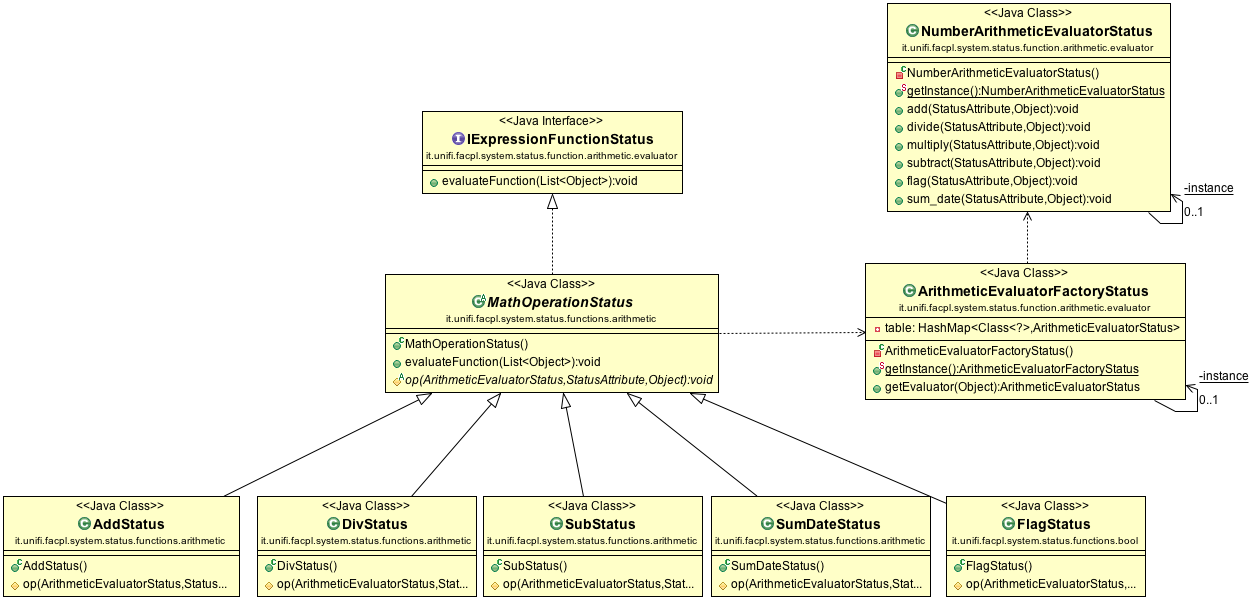 <<Java Class>>
NumberArithmeticEvaluatorStatus
it.unifi.facpl.system.status.function.arithmetic.evaluator
NumberArithmeticEvaluatorStatus()
getInstance():NumberArithmeticEvaluatorStatus
add(StatusAttribute,Object):void
divide(StatusAttribute,Object):void
multiply(StatusAttribute,Object):void
subtract(StatusAttribute,Object):void
flag(StatusAttribute,Object):void
sum_date(StatusAttribute,Object):void
-instance
0..1
<<Java Interface>>
IExpressionFunctionStatus
it.unifi.facpl.system.status.function.arithmetic.evaluator
evaluateFunction(List<Object>):void
<<Java Class>>
MathOperationStatus
it.unifi.facpl.system.status.functions.arithmetic
MathOperationStatus()
evaluateFunction(List<Object>):void
op(ArithmeticEvaluatorStatus,StatusAttribute,Object):void
<<Java Class>>
ArithmeticEvaluatorFactoryStatus
it.unifi.facpl.system.status.function.arithmetic.evaluator
table: HashMap<Class<?>,ArithmeticEvaluatorStatus>
ArithmeticEvaluatorFactoryStatus()
getInstance():ArithmeticEvaluatorFactoryStatus
getEvaluator(Object):ArithmeticEvaluatorStatus
-instance
0..1
<<Java Class>>
AddStatus
it.unifi.facpl.system.status.functions.arithmetic
AddStatus()
op(ArithmeticEvaluatorStatus,Status...
<<Java Class>>
DivStatus
it.unifi.facpl.system.status.functions.arithmetic
DivStatus()
op(ArithmeticEvaluatorStatus,Stat...
<<Java Class>>
SubStatus
it.unifi.facpl.system.status.functions.arithmetic
SubStatus()
op(ArithmeticEvaluatorStatus,Stat...
<<Java Class>>
SumDateStatus
it.unifi.facpl.system.status.functions.arithmetic
SumDateStatus()
op(ArithmeticEvaluatorStatus,Stat...
<<Java Class>>
FlagStatus
it.unifi.facpl.system.status.functions.bool
FlagStatus()
op(ArithmeticEvaluatorStatus,...